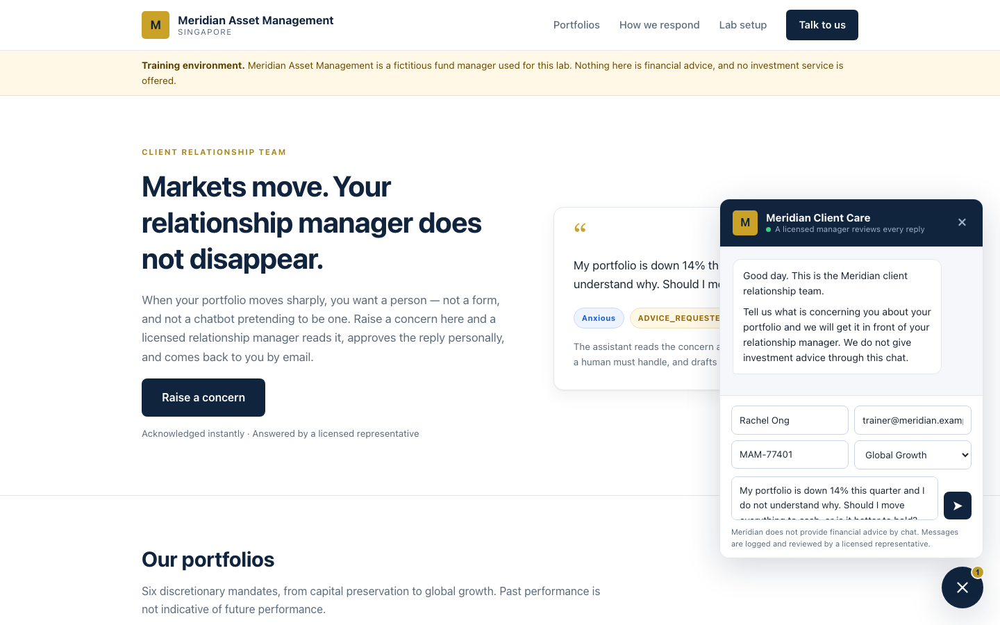 M
Meridian Asset Management
SINGAPORE
Portfolios
How we respond
Lab setup
Talk to us
Training environment. Meridian Asset Management is a fictitious fund manager used for this lab. Nothing here is financial advice, and no investment service is
offered.
CLIENT RELATIONSHIP TEAM
Markets move. Your
relationship manager does
not disappear.
When your portfolio moves sharply, you want a person — not a form,
and not a chatbot pretending to be one. Raise a concern here and a
licensed relationship manager reads it, approves the reply personally,
and comes back to you by email.
Raise a concern
Acknowledged instantly · Answered by a licensed representative
“
My portfolio is down 14% th
understand why. Should I m
Anxious
ADVICE_REQUESTE
The assistant reads the concern a
a human must handle, and drafts
M
Meridian Client Care
A licensed manager reviews every reply
Good day. This is the Meridian client
relationship team.
Tell us what is concerning you about your
portfolio and we will get it in front of your
relationship manager. We do not give
investment advice through this chat.
Rachel Ong
trainer@meridian.exam
MAM-77401
Global Growth
My portfolio is down 14% this quarter and I
do not understand why. Should I move
everything to cash, or is it better to hold?
Meridian does not provide financial advice by chat. Messages
are logged and reviewed by a licensed representative.
1
Our portfolios
Six discretionary mandates, from capital preservation to global growth. Past performance is
not indicative of future performance.